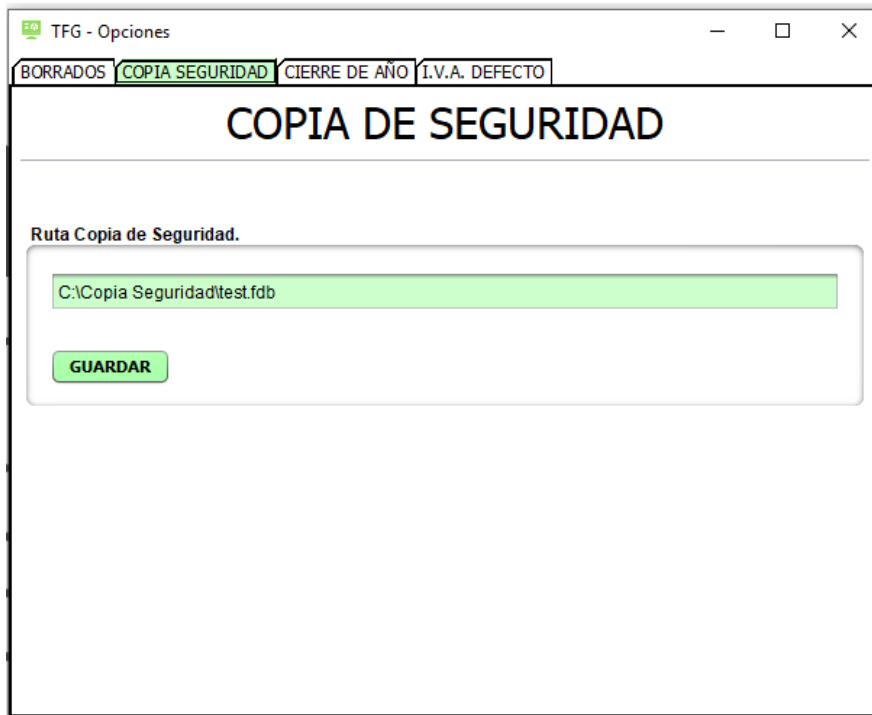 TFG - Opciones
BORRADOS COPIA SEGURIDAD CIERRE DE AÑO I.V.A. DEFECTO
COPIA DE SEGURIDAD
Ruta Copia de Seguridad.
C:\Copia Seguridad\test.fdb
GUARDAR